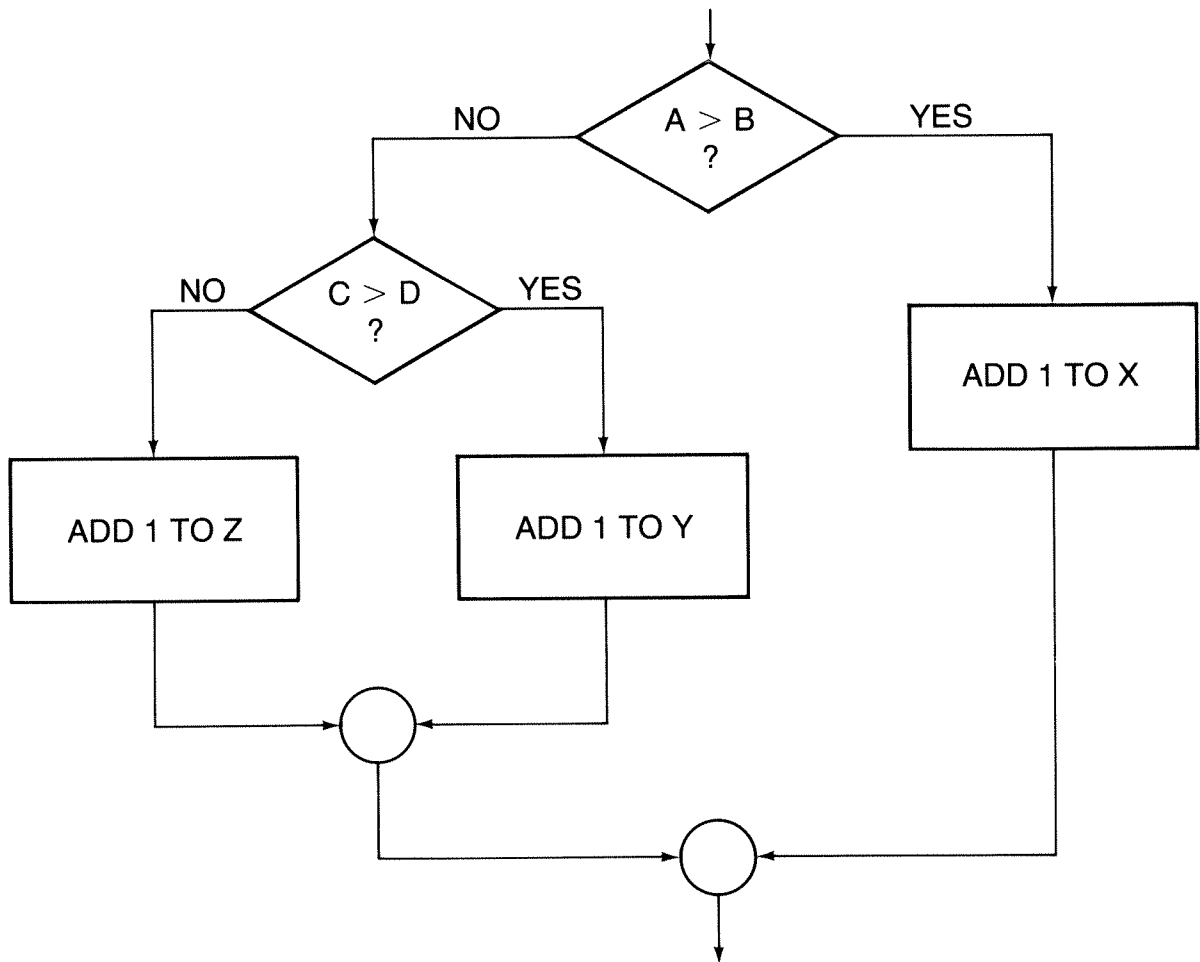 A > B
?
NO
YES
C > D
?
NO
YES
ADD 1 TO X
ADD 1 TO Z
ADD 1 TO Y